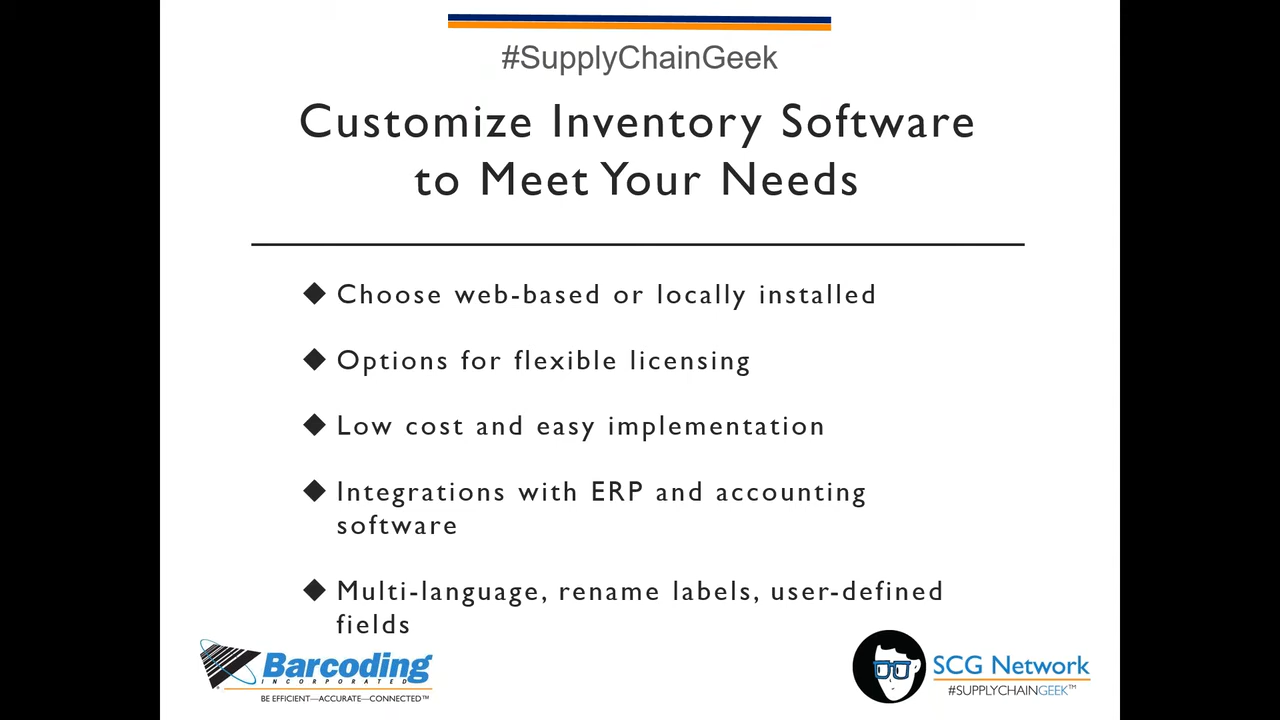 #SupplyChainGeek
Customize Inventory Software
to Meet Your Needs
◆ Choose web-based or locally installed
◆ Options for flexible licensing
◆ Low cost and easy implementation
◆ Integrations with ERP and accounting
software
◆ Multi-language, rename labels, user-defined
fields
Barcoding
INCORPORATED
BE EFFICIENT—ACCURATE—CONNECTED™
SCG Network
#SUPPLYCHAINGEEK™